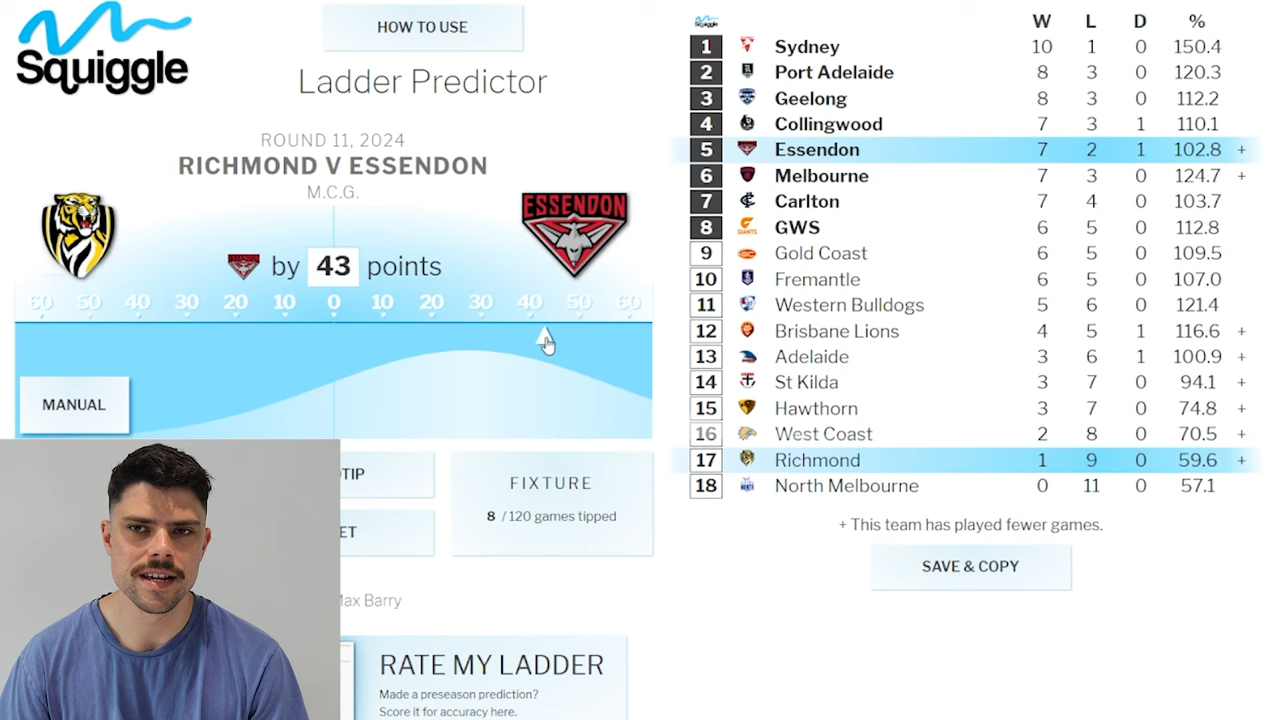 Squiggle
HOW TO USE
Ladder Predictor
ROUND 11, 2024
RICHMOND V ESSENDON
M.C.G.
ESSENDON
by 43 points
60 50 40 30 20 10 0 10 20 30 40 50 60
MANUAL
TIP
ET
FIXTURE
8 / 120 games tipped
Max Barry
RATE MY LADDER
Made a preseason prediction?
Score it for accuracy here.
Squiggle W L D %
1 Sydney 10 1 0 150.4
2 Port Adelaide 8 3 0 120.3
3 Geelong 8 3 0 112.2
4 Collingwood 7 3 1 110.1
5 Essendon 7 2 1 102.8 +
6 Melbourne 7 3 0 124.7 +
7 Carlton 7 4 0 103.7
8 GWS 6 5 0 112.8
9 Gold Coast 6 5 0 109.5
10 Fremantle 6 5 0 107.0
11 Western Bulldogs 5 6 0 121.4
12 Brisbane Lions 4 5 1 116.6 +
13 Adelaide 3 6 1 100.9 +
14 St Kilda 3 7 0 94.1 +
15 Hawthorn 3 7 0 74.8 +
16 West Coast 2 8 0 70.5 +
17 Richmond 1 9 0 59.6 +
18 North Melbourne 0 11 0 57.1
+ This team has played fewer games.
SAVE & COPY